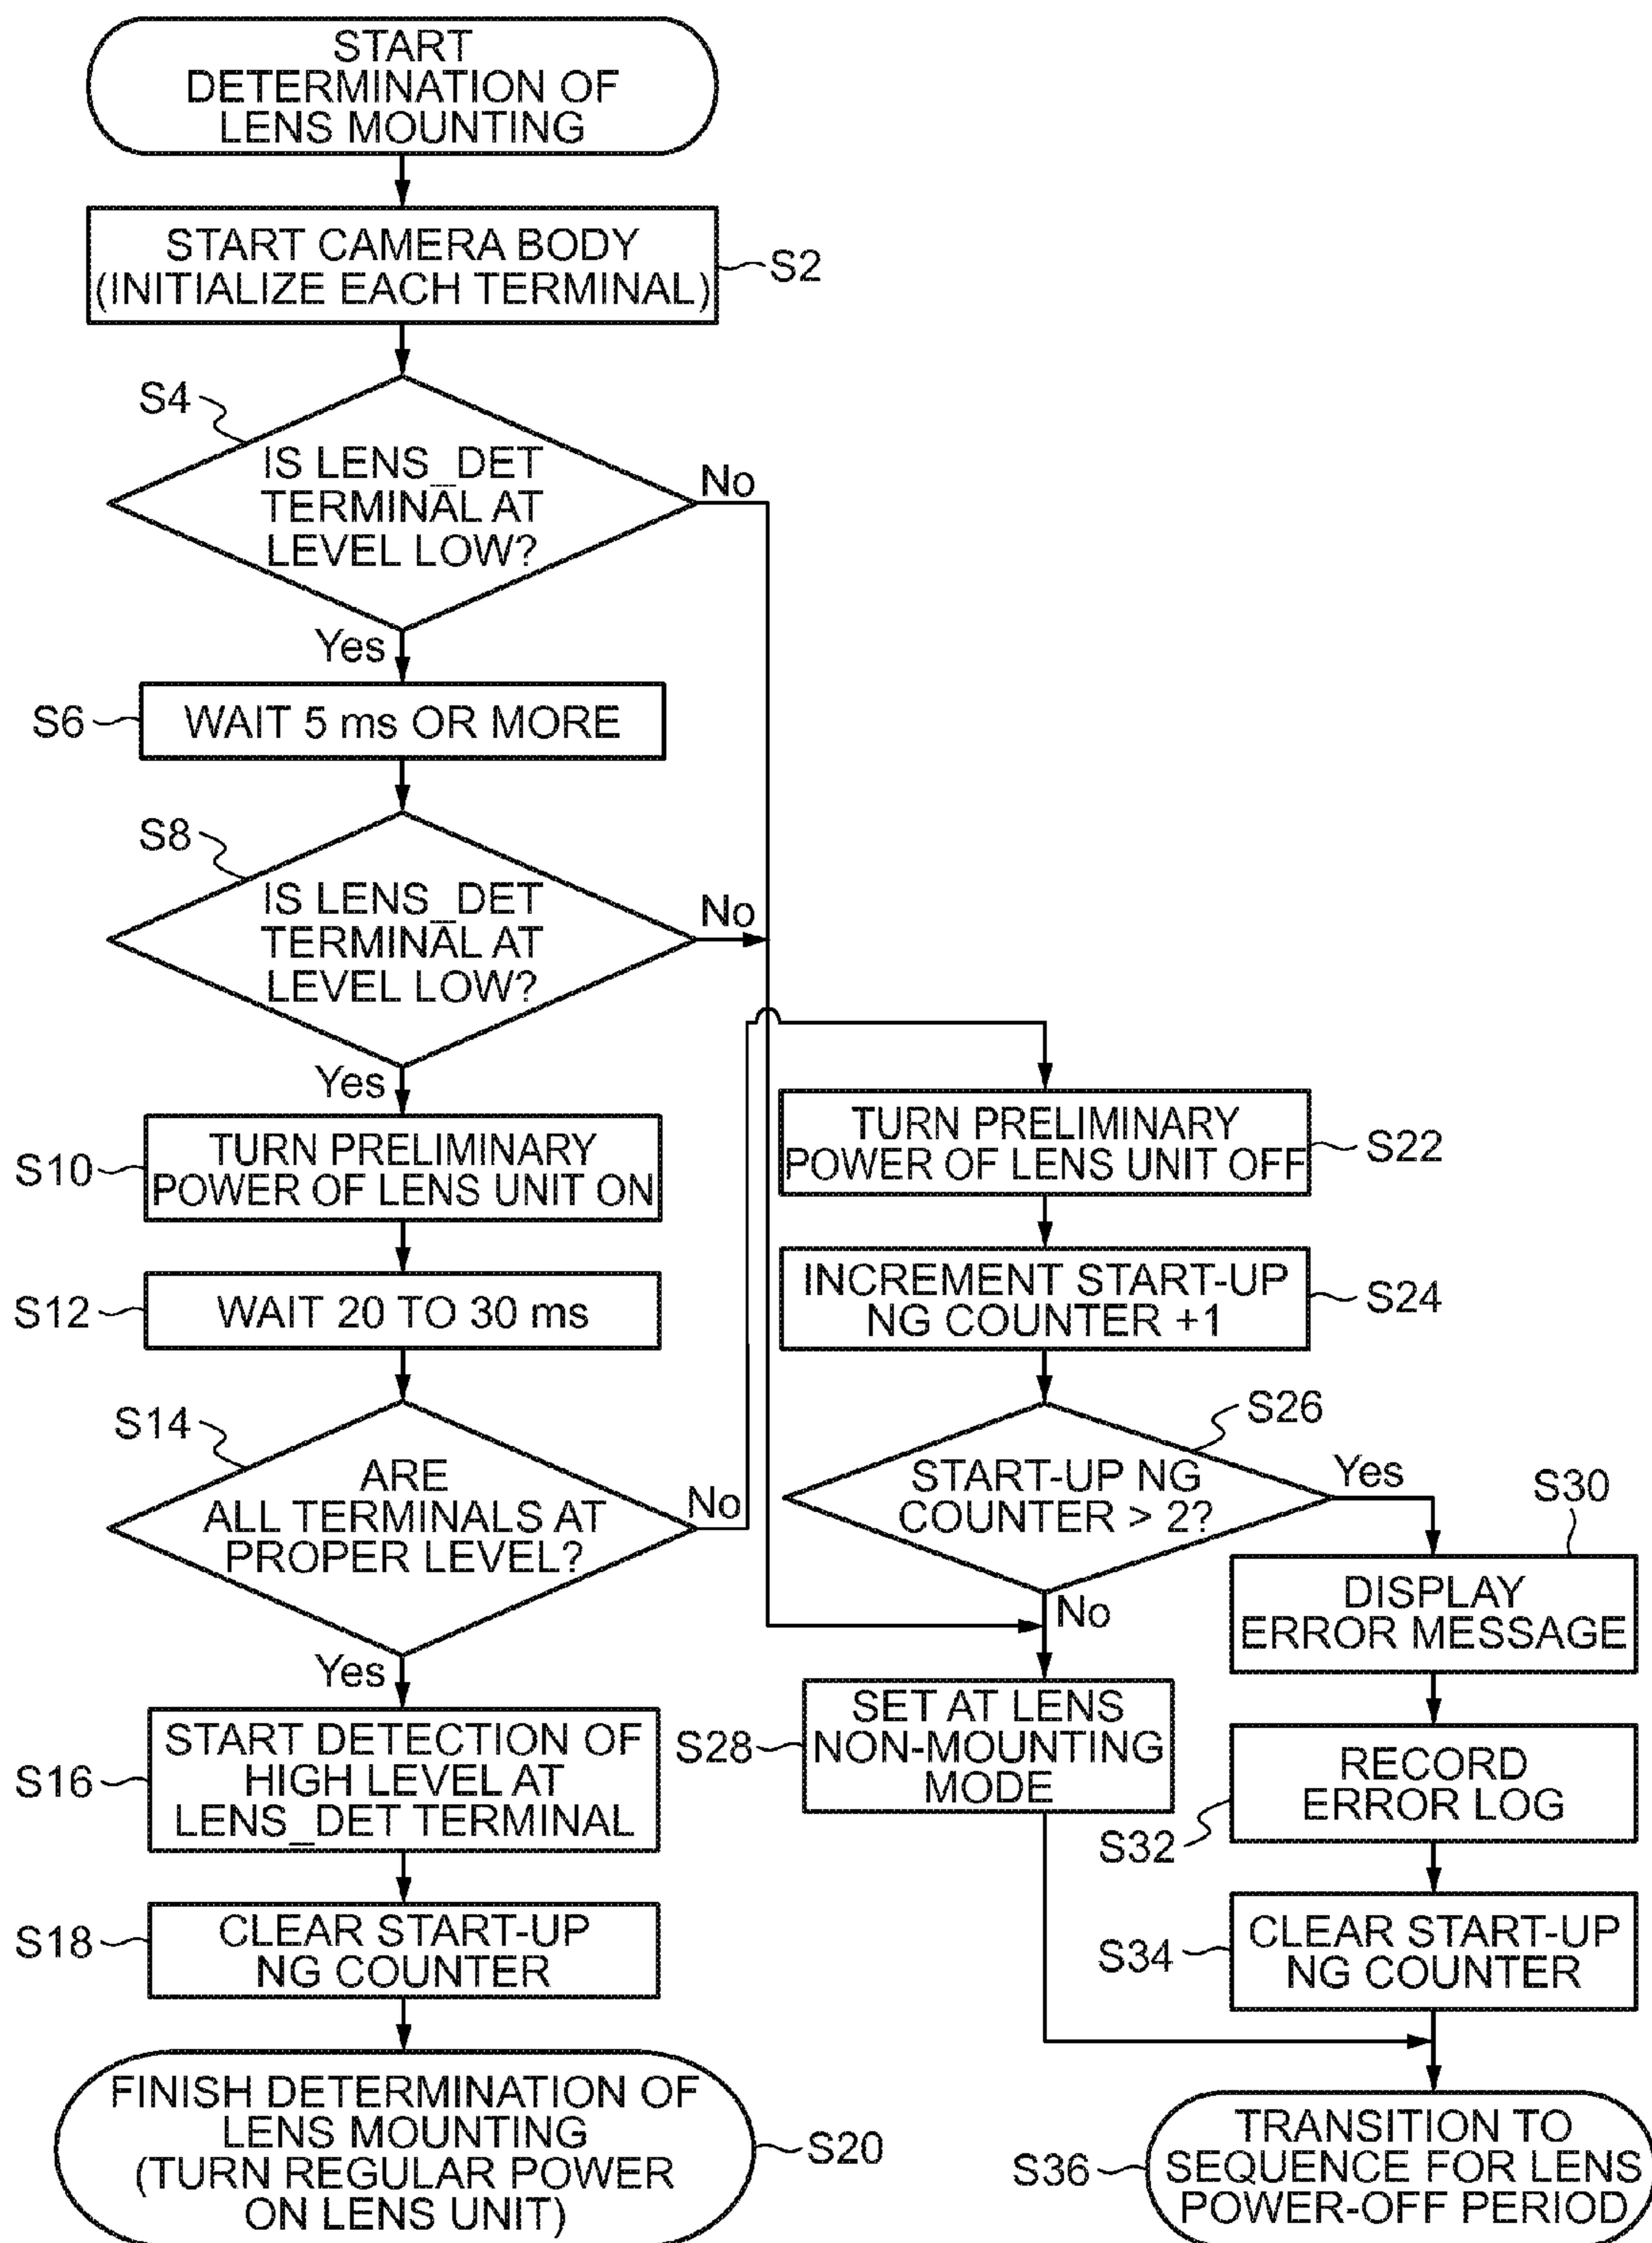 START
DETERMINATION OF
LENS MOUNTING
START CAMERA BODY
(INITIALIZE EACH TERMINAL)
S2
S4
IS LENS_DET
TERMINAL AT
LEVEL LOW?
No
Yes
S6
WAIT 5 ms OR MORE
S8
IS LENS_DET
TERMINAL AT
LEVEL LOW?
No
Yes
S10
TURN PRELIMINARY
POWER OF LENS UNIT ON
S12
WAIT 20 TO 30 ms
S14
ARE
ALL TERMINALS AT
PROPER LEVEL?
No
Yes
S16
START DETECTION OF
HIGH LEVEL AT
LENS_DET TERMINAL
S18
CLEAR START-UP
NG COUNTER
FINISH DETERMINATION OF
LENS MOUNTING
(TURN REGULAR POWER
ON LENS UNIT)
S20
TURN PRELIMINARY
POWER OF LENS UNIT OFF
S22
INCREMENT START-UP
NG COUNTER +1
S24
S26
START-UP NG
COUNTER > 2?
Yes
No
S28
SET AT LENS
NON-MOUNTING
MODE
S30
DISPLAY
ERROR MESSAGE
RECORD
ERROR LOG
S32
S34
CLEAR START-UP
NG COUNTER
S36
TRANSITION TO
SEQUENCE FOR LENS
POWER-OFF PERIOD